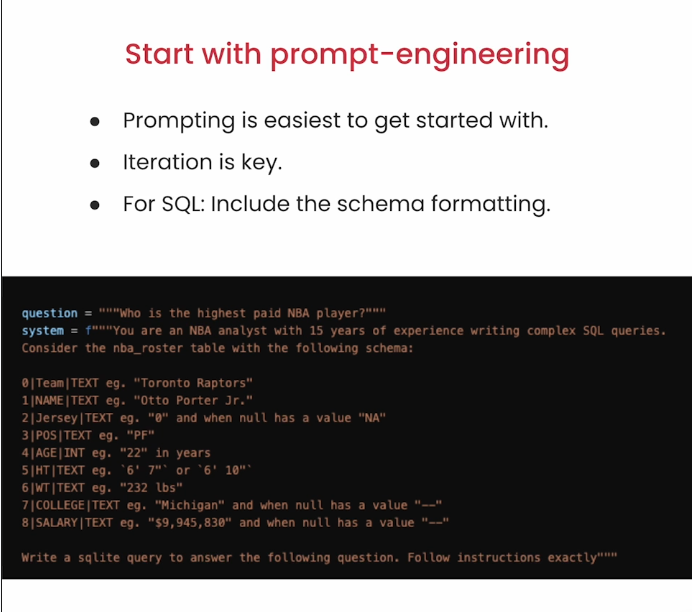 Start with prompt-engineering
● Prompting is easiest to get started with.
● Iteration is key.
● For SQL: Include the schema formatting.
question = """Who is the highest paid NBA player?"""
system = f"""You are an NBA analyst with 15 years of experience writing complex SQL queries.
Consider the nba_roster table with the following schema:
0|Team|TEXT eg. "Toronto Raptors"
1|NAME|TEXT eg. "Otto Porter Jr."
2|Jersey|TEXT eg. "0" and when null has a value "NA"
3|POS|TEXT eg. "PF"
4|AGE|INT eg. "22" in years
5|HT|TEXT eg. `6' 7"` or `6' 10"`
6|WT|TEXT eg. "232 lbs"
7|COLLEGE|TEXT eg. "Michigan" and when null has a value "--"
8|SALARY|TEXT eg. "$9,945,830" and when null has a value "--"
Write a sqlite query to answer the following question. Follow instructions exactly"""